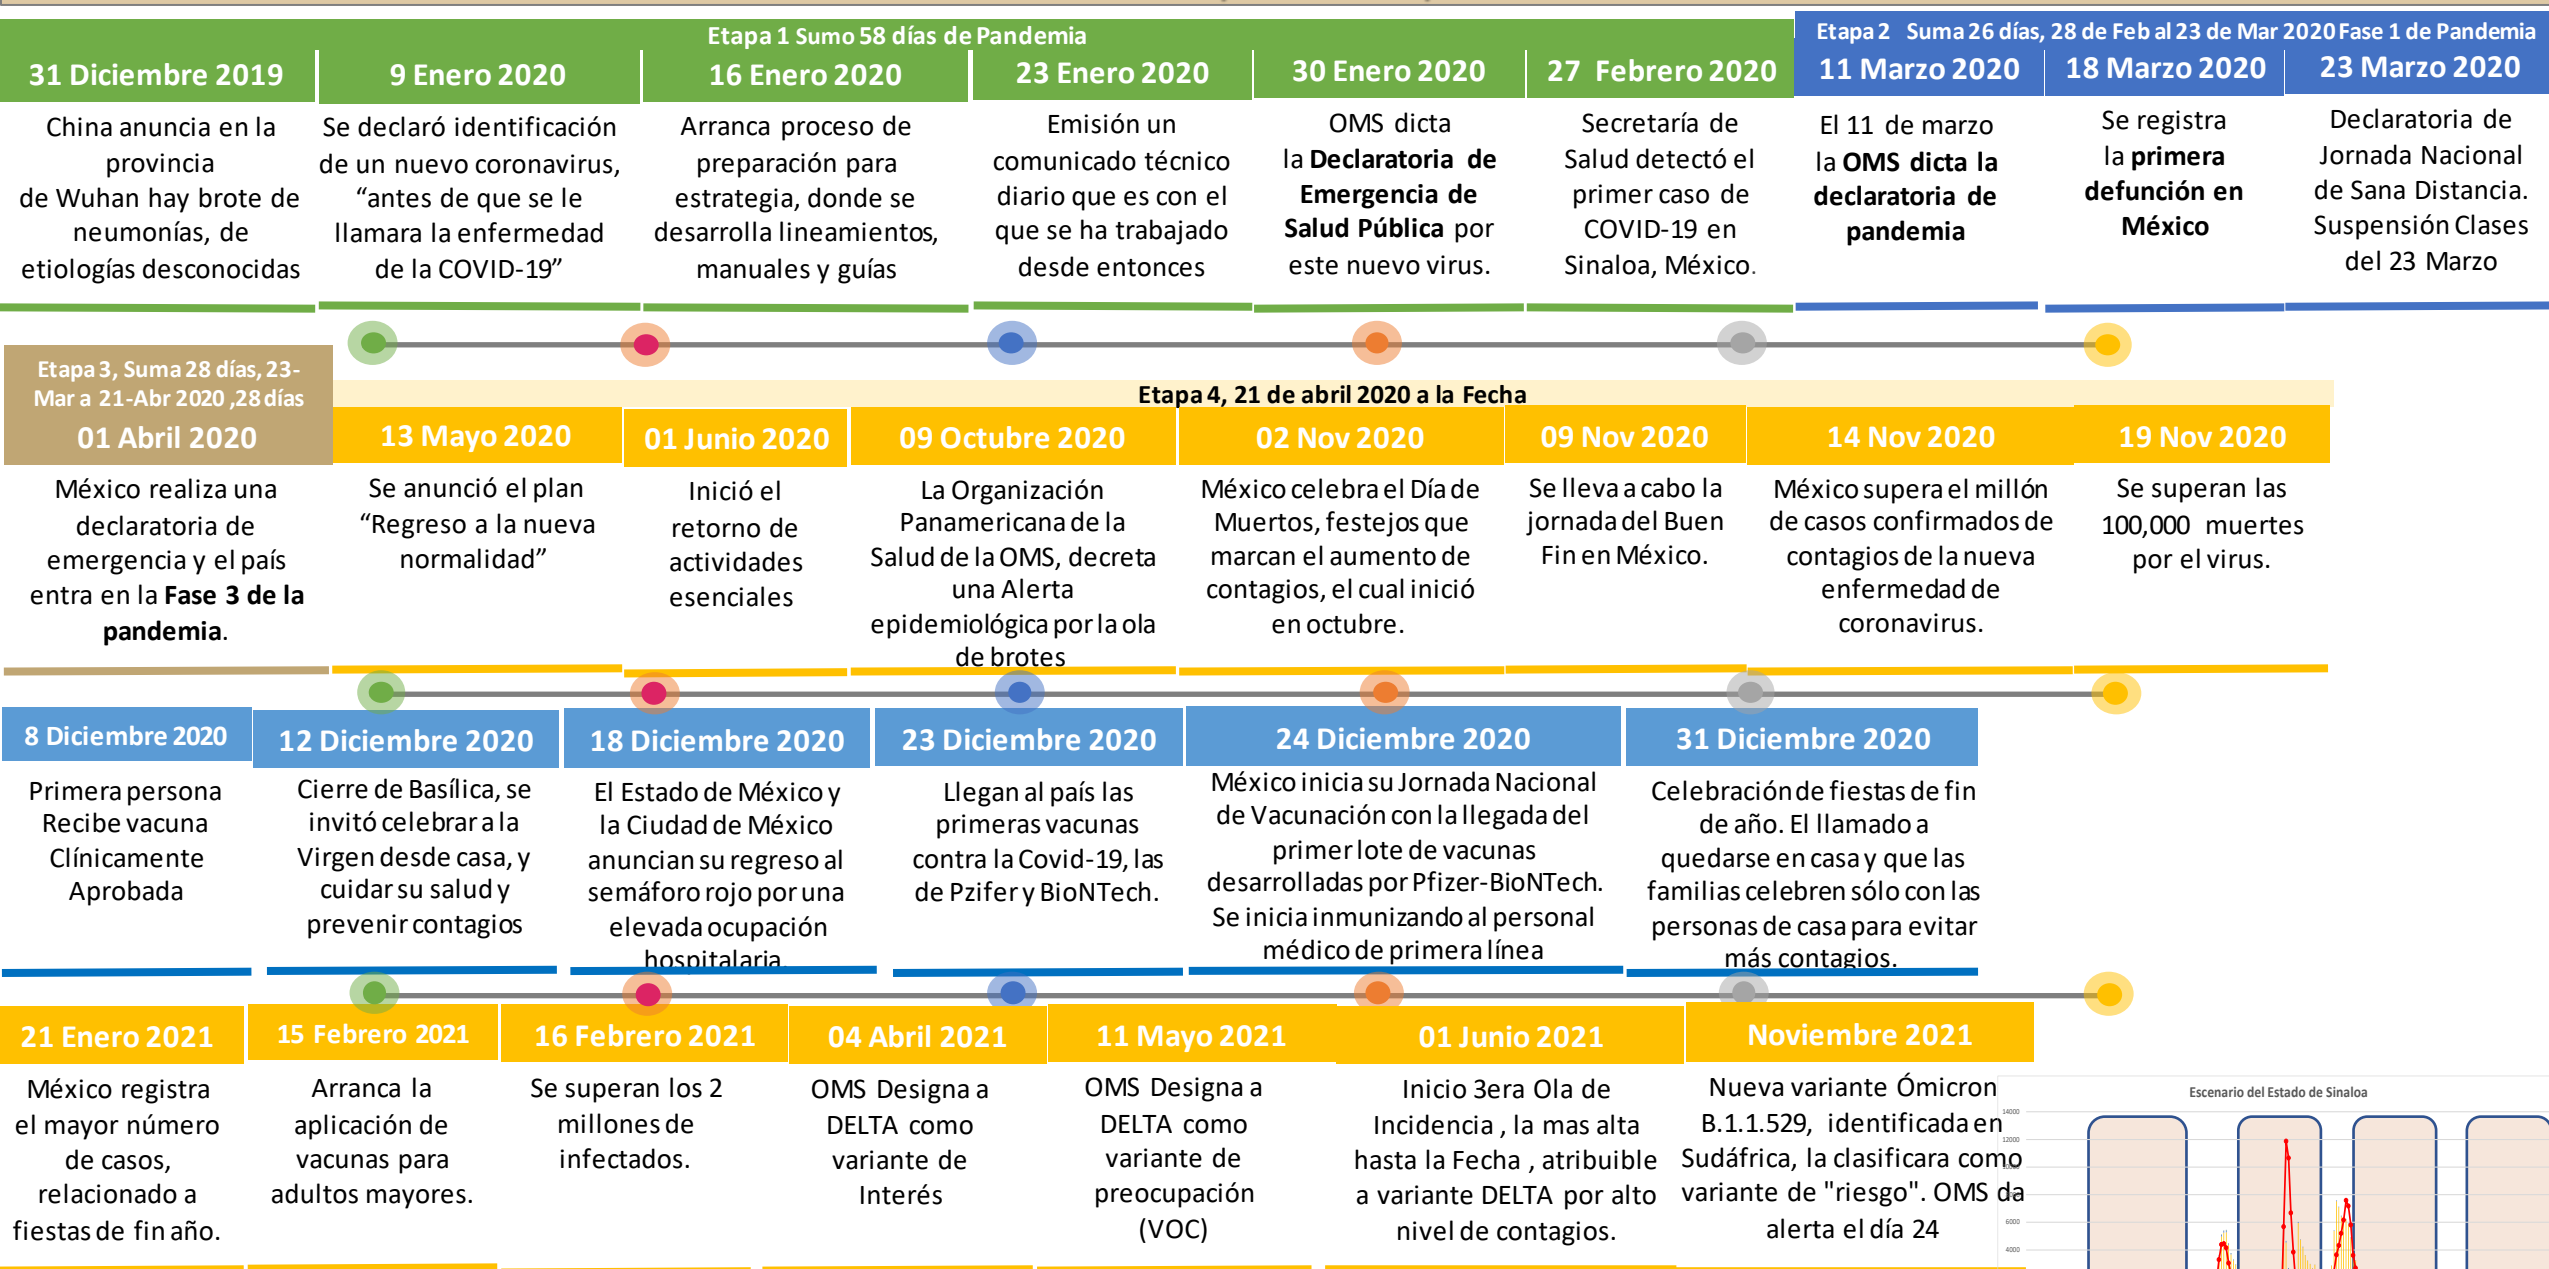 Etapa 1 Sumo 58 días de Pandemia
Etapa 2 Suma 26 días, 28 de Feb al 23 de Mar 2020 Fase 1 de Pandemia
31 Diciembre 2019
China anuncia en la
provincia
de Wuhan hay brote de
neumonías, de
etiologías desconocidas
9 Enero 2020
Se declaró identificación
de un nuevo coronavirus,
“antes de que se le
llamara la enfermedad
de la COVID-19”
16 Enero 2020
Arranca proceso de
preparación para
estrategia, donde se
desarrolla lineamientos,
manuales y guías
23 Enero 2020
Emisión un
comunicado técnico
diario que es con el
que se ha trabajado
desde entonces
30 Enero 2020
OMS dicta
la Declaratoria de
Emergencia de
Salud Pública por
este nuevo virus.
27 Febrero 2020
Secretaría de
Salud detectó el
primer caso de
COVID-19 en
Sinaloa, México.
11 Marzo 2020
El 11 de marzo
la OMS dicta la
declaratoria de
pandemia
18 Marzo 2020
Se registra
la primera
defunción en
México
23 Marzo 2020
Declaratoria de
Jornada Nacional
de Sana Distancia.
Suspensión Clases
del 23 Marzo
Etapa 3, Suma 28 días, 23-
Mar a 21-Abr 2020 ,28 días
01 Abril 2020
México realiza una
declaratoria de
emergencia y el país
entra en la Fase 3 de la
pandemia.
Etapa 4, 21 de abril 2020 a la Fecha
13 Mayo 2020
Se anunció el plan
“Regreso a la nueva
normalidad”
01 Junio 2020
Inició el
retorno de
actividades
esenciales
09 Octubre 2020
La Organización
Panamericana de la
Salud de la OMS, decreta
una Alerta
epidemiológica por la ola
de brotes
02 Nov 2020
México celebra el Día de
Muertos, festejos que
marcan el aumento de
contagios, el cual inició
en octubre.
09 Nov 2020
Se lleva a cabo la
jornada del Buen
Fin en México.
14 Nov 2020
México supera el millón
de casos confirmados de
contagios de la nueva
enfermedad de
coronavirus.
19 Nov 2020
Se superan las
100,000 muertes
por el virus.
8 Diciembre 2020
Primera persona
Recibe vacuna
Clínicamente
Aprobada
12 Diciembre 2020
Cierre de Basílica, se
invitó celebrar a la
Virgen desde casa, y
cuidar su salud y
prevenir contagios
18 Diciembre 2020
El Estado de México y
la Ciudad de México
anuncian su regreso al
semáforo rojo por una
elevada ocupación
hospitalaria.
23 Diciembre 2020
Llegan al país las
primeras vacunas
contra la Covid-19, las
de Pzifer y BioNTech.
24 Diciembre 2020
México inicia su Jornada Nacional
de Vacunación con la llegada del
primer lote de vacunas
desarrolladas por Pfizer-BioNTech.
Se inicia inmunizando al personal
médico de primera línea
31 Diciembre 2020
Celebración de fiestas de fin
de año. El llamado a
quedarse en casa y que las
familias celebren sólo con las
personas de casa para evitar
más contagios.
21 Enero 2021
México registra
el mayor número
de casos,
relacionado a
fiestas de fin año.
15 Febrero 2021
Arranca la
aplicación de
vacunas para
adultos mayores.
16 Febrero 2021
Se superan los 2
millones de
infectados.
04 Abril 2021
OMS Designa a
DELTA como
variante de
Interés
11 Mayo 2021
OMS Designa a
DELTA como
variante de
preocupación
(VOC)
01 Junio 2021
Inicio 3era Ola de
Incidencia , la mas alta
hasta la Fecha , atribuible
a variante DELTA por alto
nivel de contagios.
Noviembre 2021
Nueva variante Ómicron
B.1.1.529, identificada en
Sudáfrica, la clasificara como
variante de "riesgo". OMS da
alerta el día 24
Escenario del Estado de Sinaloa
14000
12000
6000
4000